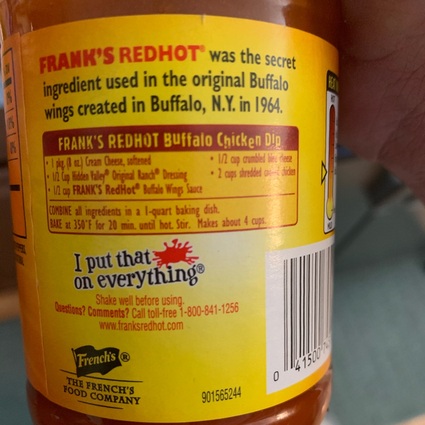 FRANK'S REDHOT® was the secret
ingredient used in the original Buffalo
wings created in Buffalo, N.Y. in 1964.
FRANK'S REDHOT Buffalo Chicken Dip
• 1 pkg. (8 oz.) Cream Cheese, softened
• 1/2 Cup Hidden Valley® Original Ranch® Dressing
• 1/2 cup FRANK'S RedHot® Buffalo Wings Sauce
• 1/2 cup crumbled cheese
• 2 cups shredded chicken
COMBINE all ingredients in a 1-quart baking dish.
BAKE at 350°F for 20 min. until hot. Stir. Makes about 4 cups.
I put that
on everything®
Shake well before using.
Questions? Comments? Call toll-free 1-800-841-1256
www.franksredhot.com
French's®
THE FRENCH'S
FOOD COMPANY
901565244
0 41500